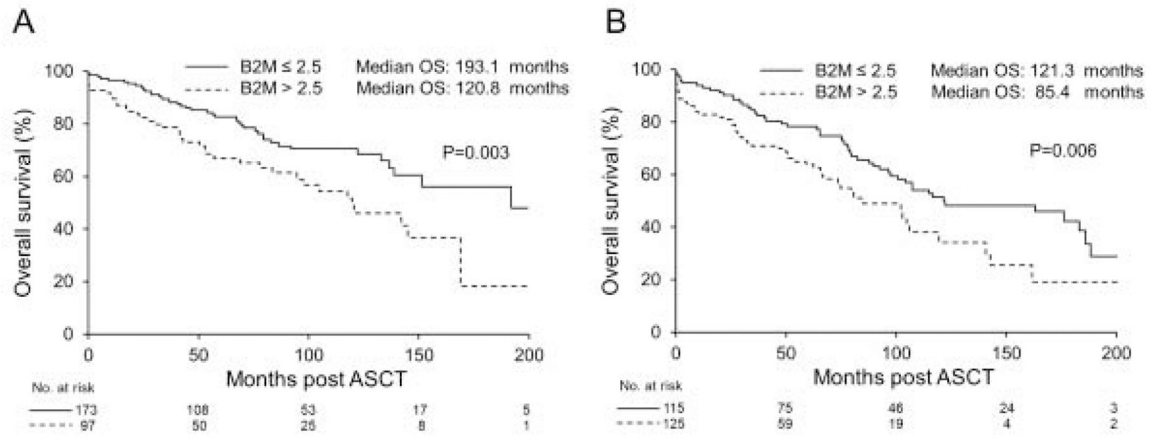 A
B2M ≤ 2.5 Median OS: 193.1 months
B2M > 2.5 Median OS: 120.8 months
P=0.003
Overall survival (%)
100
80
60
40
20
0
0 50 100 150 200
Months post ASCT
No. at risk
173 108 53 17 5
97 50 25 8 1
B
B2M ≤ 2.5 Median OS: 121.3 months
B2M > 2.5 Median OS: 85.4 months
P=0.006
Overall survival (%)
100
80
60
40
20
0
0 50 100 150 200
Months post ASCT
No. at risk
115 75 46 24 3
125 59 19 4 2